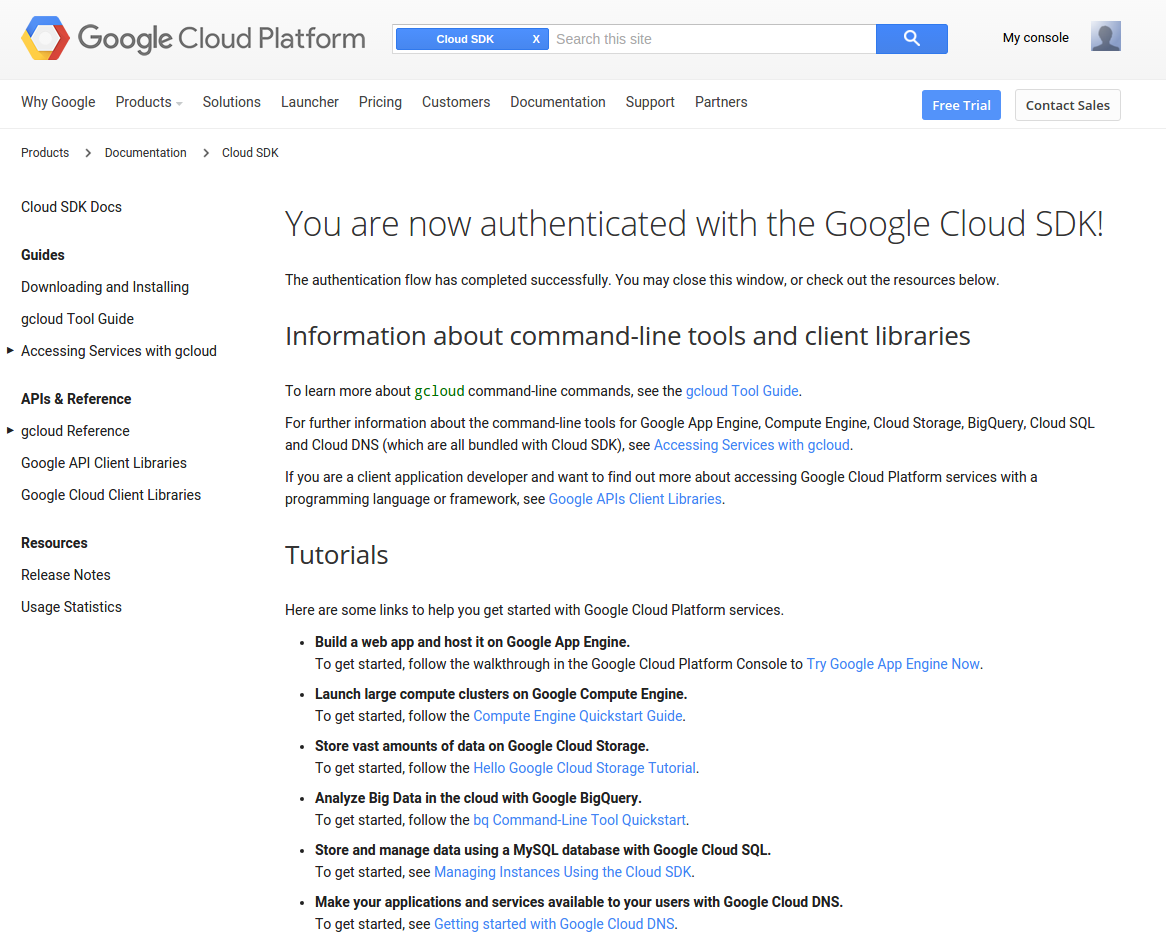 Google Cloud Platform
Cloud SDK X Search this site
My console
Why Google Products Solutions Launcher Pricing Customers Documentation Support Partners
Free Trial Contact Sales
Products Documentation Cloud SDK
Cloud SDK Docs
Guides
Downloading and Installing
gcloud Tool Guide
Accessing Services with gcloud
APIs & Reference
gcloud Reference
Google API Client Libraries
Google Cloud Client Libraries
Resources
Release Notes
Usage Statistics
You are now authenticated with the Google Cloud SDK!
The authentication flow has completed successfully. You may close this window, or check out the resources below.
Information about command-line tools and client libraries
To learn more about gcloud command-line commands, see the gcloud Tool Guide.
For further information about the command-line tools for Google App Engine, Compute Engine, Cloud Storage, BigQuery, Cloud SQL
and Cloud DNS (which are all bundled with Cloud SDK), see Accessing Services with gcloud.
If you are a client application developer and want to find out more about accessing Google Cloud Platform services with a
programming language or framework, see Google APIs Client Libraries.
Tutorials
Here are some links to help you get started with Google Cloud Platform services.
Build a web app and host it on Google App Engine.
To get started, follow the walkthrough in the Google Cloud Platform Console to Try Google App Engine Now.
Launch large compute clusters on Google Compute Engine.
To get started, follow the Compute Engine Quickstart Guide.
Store vast amounts of data on Google Cloud Storage.
To get started, follow the Hello Google Cloud Storage Tutorial.
Analyze Big Data in the cloud with Google BigQuery.
To get started, follow the bq Command-Line Tool Quickstart.
Store and manage data using a MySQL database with Google Cloud SQL.
To get started, see Managing Instances Using the Cloud SDK.
Make your applications and services available to your users with Google Cloud DNS.
To get started, see Getting started with Google Cloud DNS.